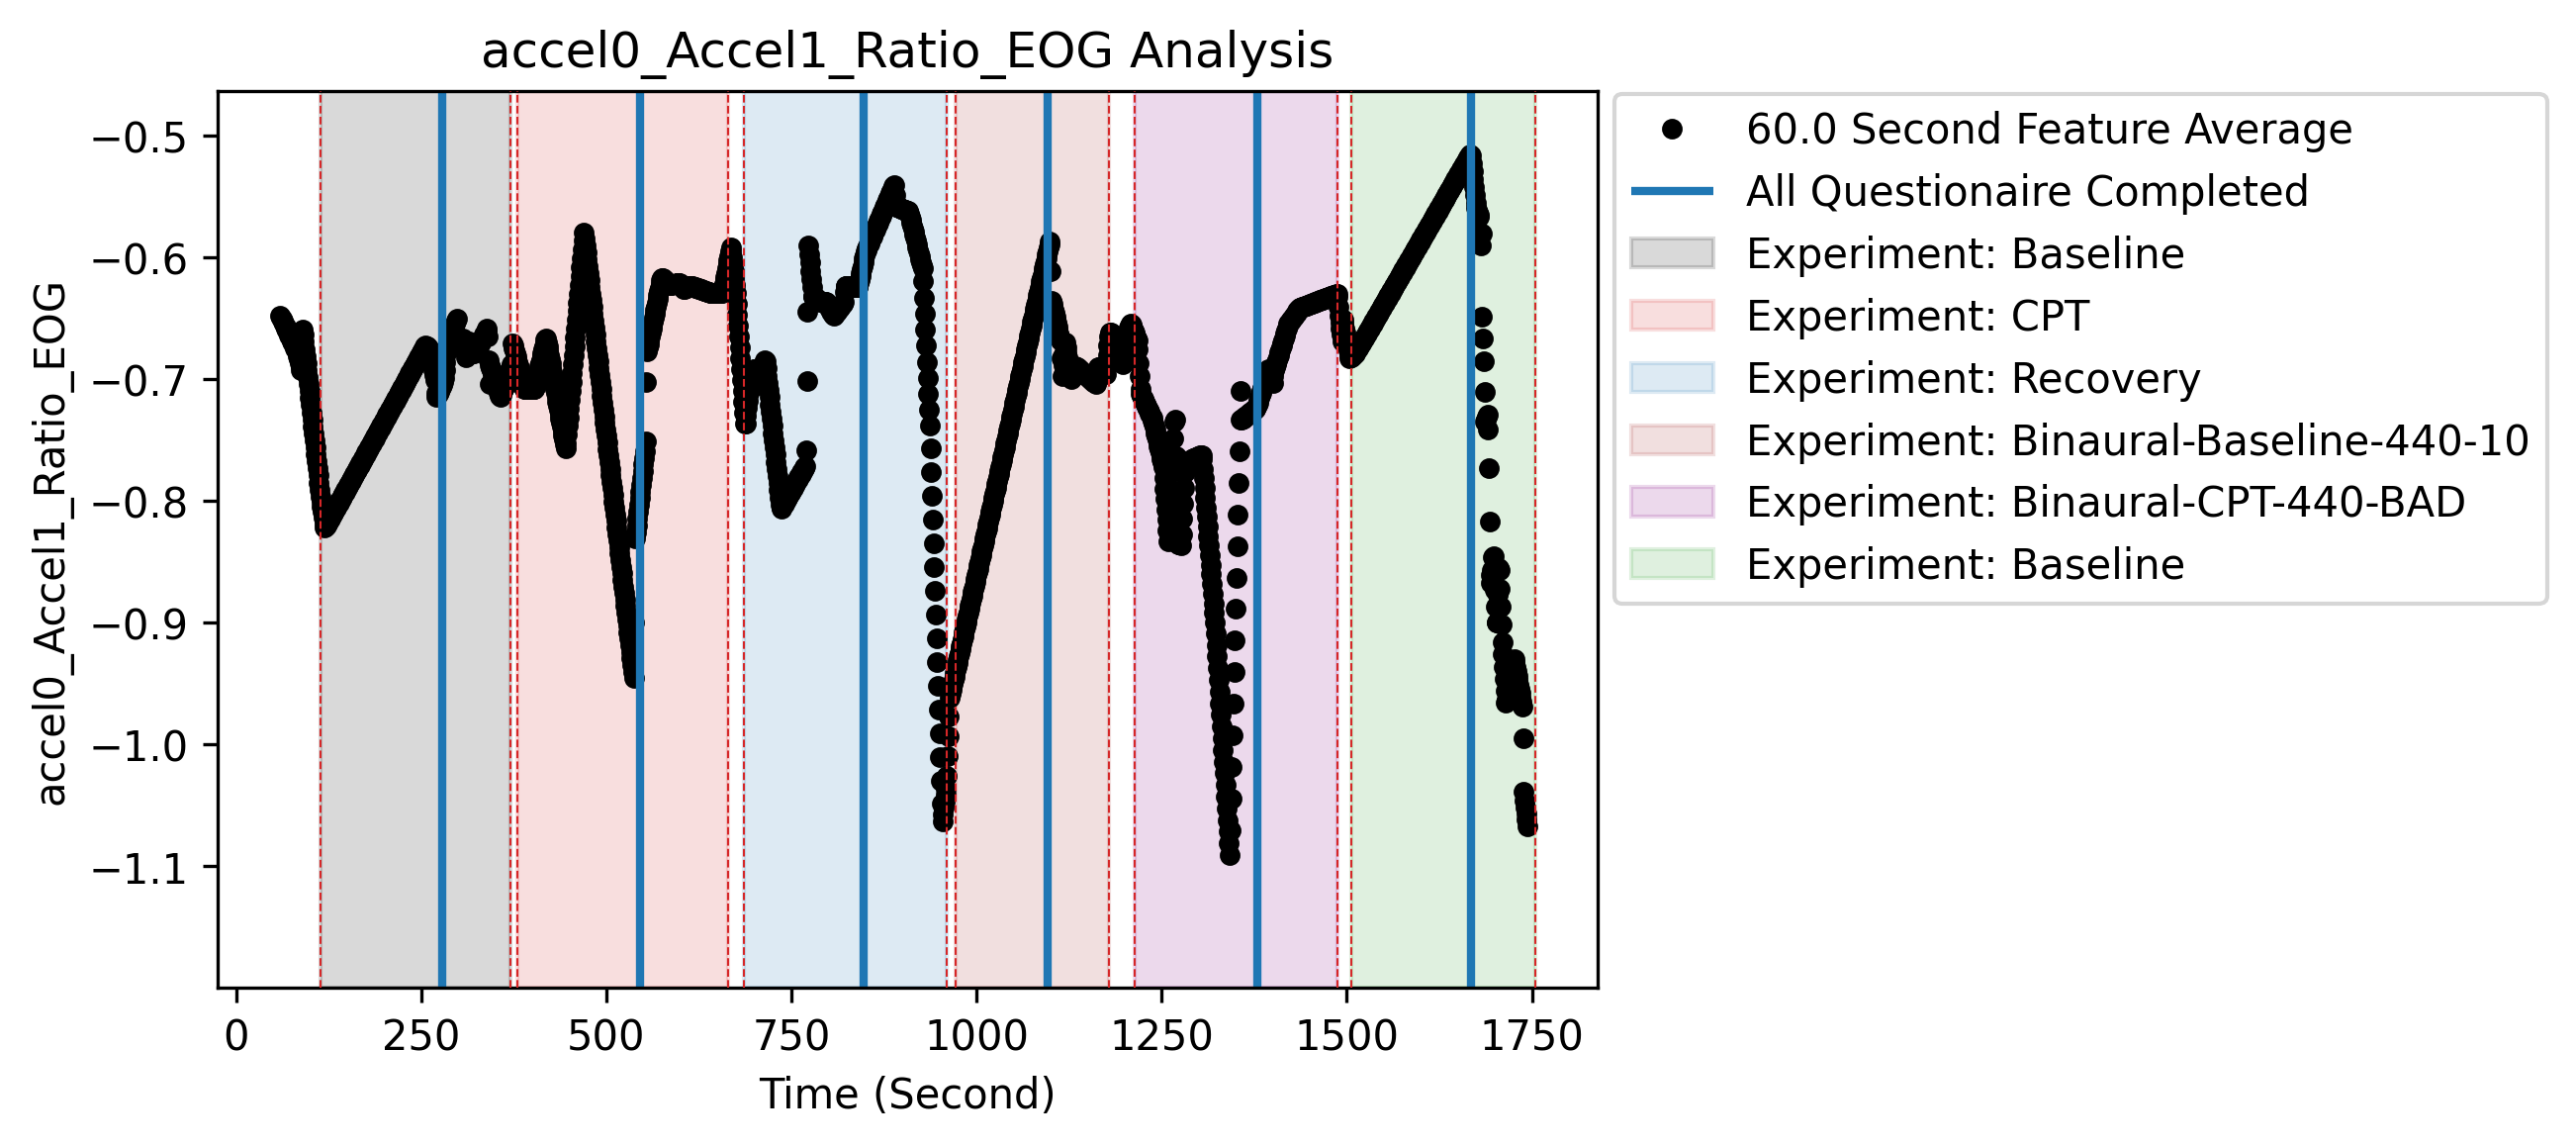 accel0_Accel1_Ratio_EOG Analysis
accel0_Accel1_Ratio_EOG
−0.5
−0.6
−0.7
−0.8
−0.9
−1.0
−1.1
0 250 500 750 1000 1250 1500 1750
Time (Second)
60.0 Second Feature Average
All Questionaire Completed
Experiment: Baseline
Experiment: CPT
Experiment: Recovery
Experiment: Binaural-Baseline-440-10
Experiment: Binaural-CPT-440-BAD
Experiment: Baseline